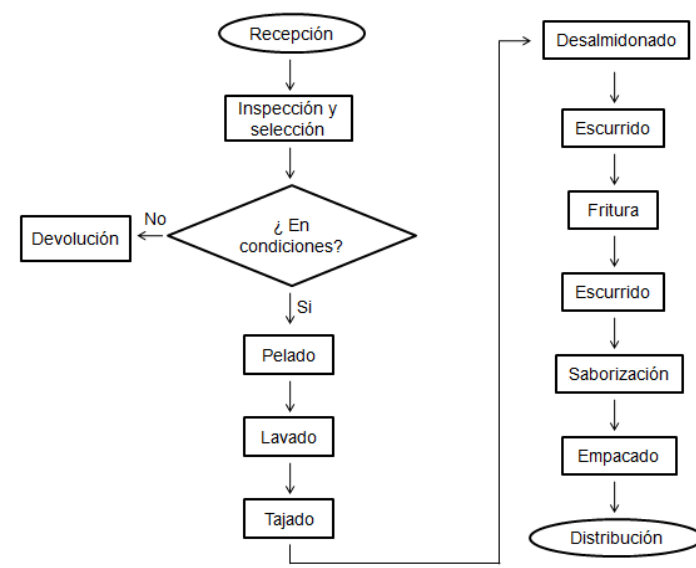 Recepción
Inspección y
selección
¿ En
condiciones?
No
Devolución
Si
Pelado
Lavado
Tajado
Desalmidonado
Escurrido
Fritura
Escurrido
Saborización
Empacado
Distribución